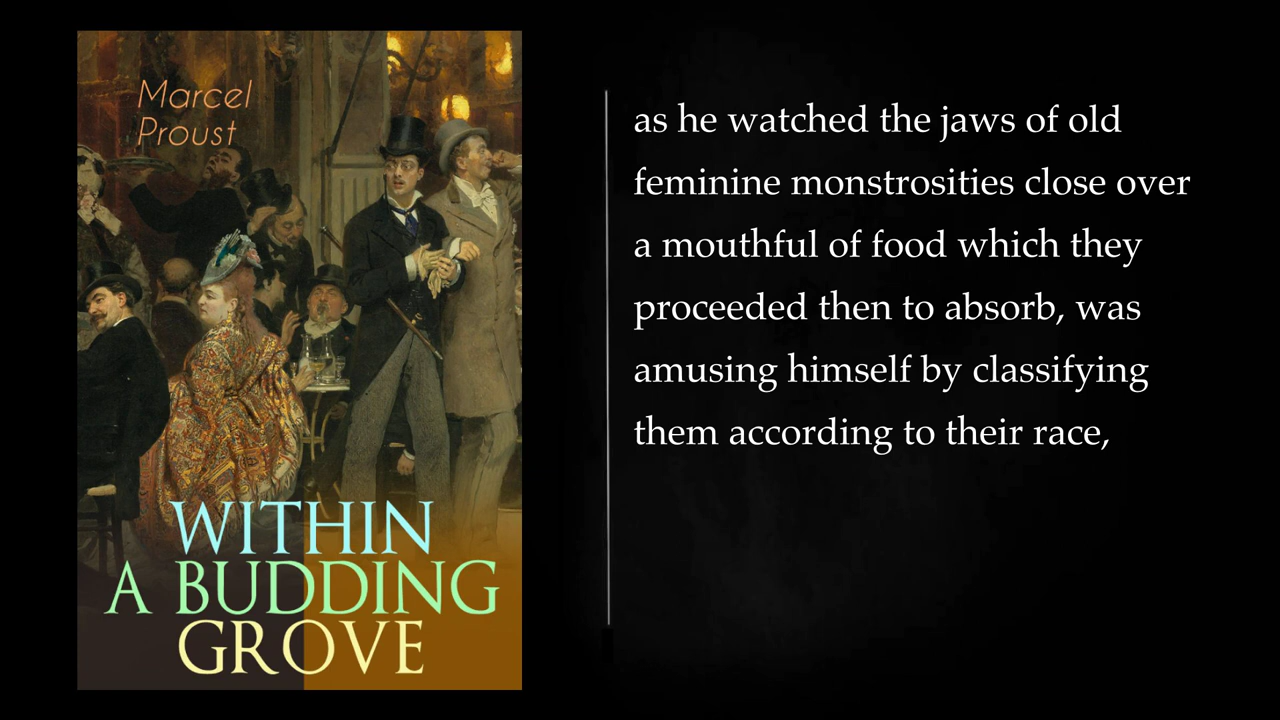 Marcel
Proust
WITHIN
A BUDDING
GROVE
as he watched the jaws of old
feminine monstrosities close over
a mouthful of food which they
proceeded then to absorb, was
amusing himself by classifying
them according to their race,